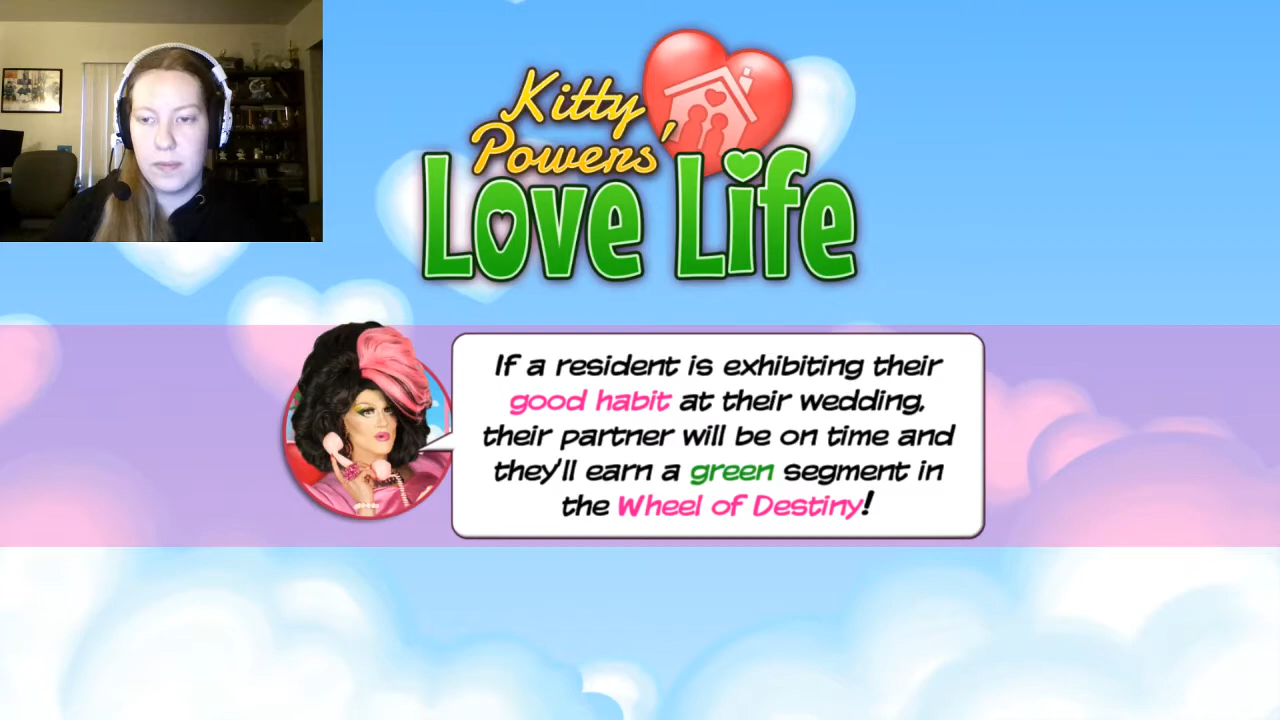 Kitty
Powers'
Love Life
If a resident is exhibiting their
good habit at their wedding,
their partner will be on time and
they'll earn a green segment in
the Wheel of Destiny!